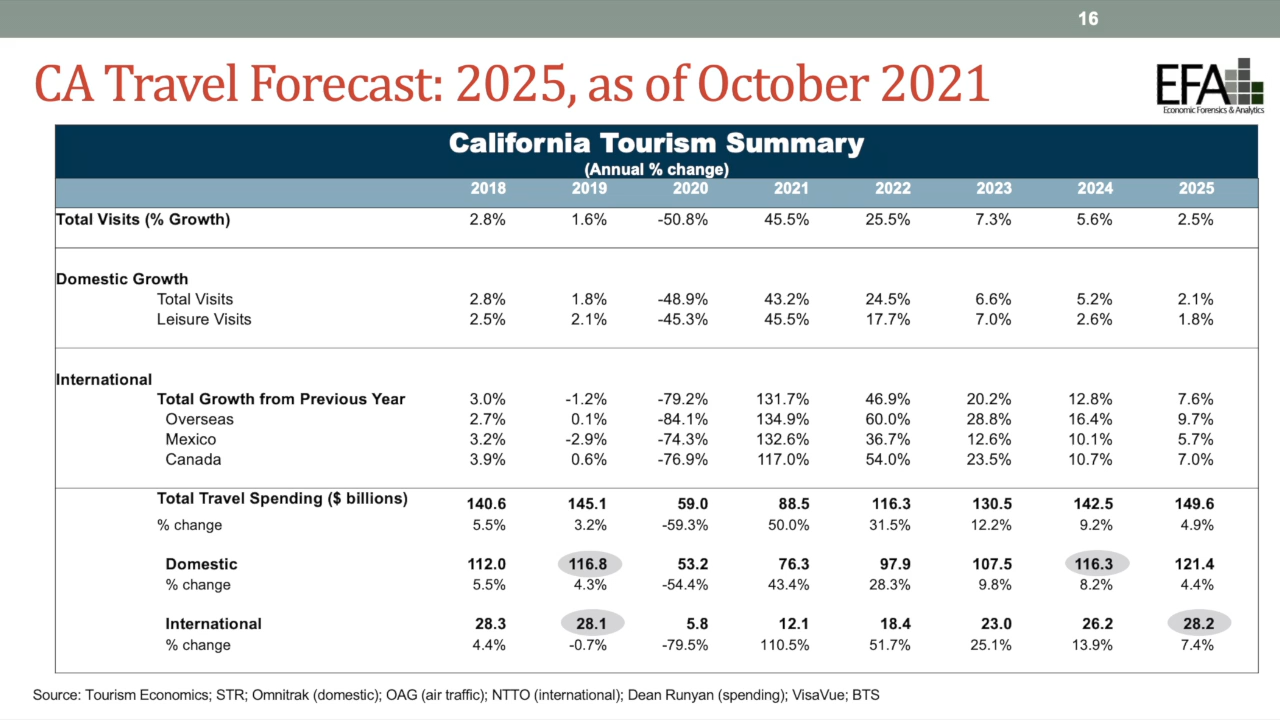 16
CA Travel Forecast: 2025, as of October 2021
EFA
Economic Forensics & Analytics
California Tourism Summary
(Annual % change)
2018 2019 2020 2021 2022 2023 2024 2025
Total Visits (% Growth) 2.8% 1.6% -50.8% 45.5% 25.5% 7.3% 5.6% 2.5%
Domestic Growth
Total Visits 2.8% 1.8% -48.9% 43.2% 24.5% 6.6% 5.2% 2.1%
Leisure Visits 2.5% 2.1% -45.3% 45.5% 17.7% 7.0% 2.6% 1.8%
International
Total Growth from Previous Year 3.0% -1.2% -79.2% 131.7% 46.9% 20.2% 12.8% 7.6%
Overseas 2.7% 0.1% -84.1% 134.9% 60.0% 28.8% 16.4% 9.7%
Mexico 3.2% -2.9% -74.3% 132.6% 36.7% 12.6% 10.1% 5.7%
Canada 3.9% 0.6% -76.9% 117.0% 54.0% 23.5% 10.7% 7.0%
Total Travel Spending ($ billions) 140.6 145.1 59.0 88.5 116.3 130.5 142.5 149.6
% change 5.5% 3.2% -59.3% 50.0% 31.5% 12.2% 9.2% 4.9%
Domestic 112.0 116.8 53.2 76.3 97.9 107.5 116.3 121.4
% change 5.5% 4.3% -54.4% 43.4% 28.3% 9.8% 8.2% 4.4%
International 28.3 28.1 5.8 12.1 18.4 23.0 26.2 28.2
% change 4.4% -0.7% -79.5% 110.5% 51.7% 25.1% 13.9% 7.4%
Source: Tourism Economics; STR; Omnitrak (domestic); OAG (air traffic); NTTO (international); Dean Runyan (spending); VisaVue; BTS